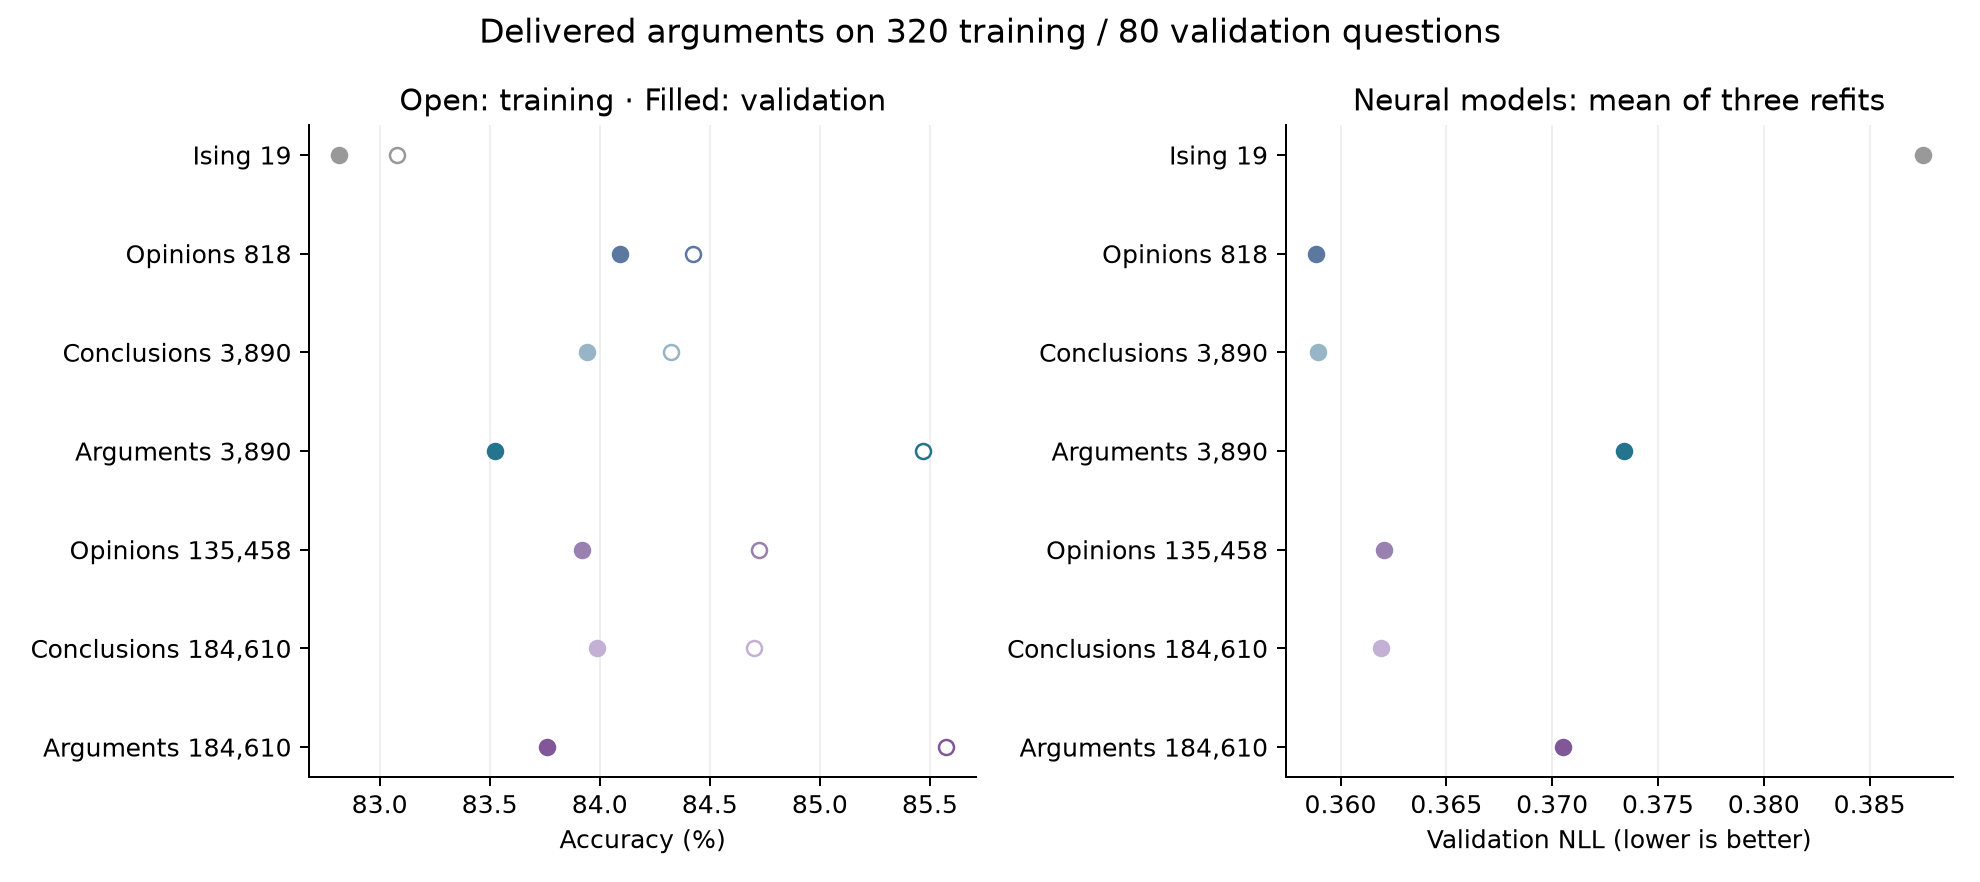 Delivered arguments on 320 training / 80 validation questions
Open: training · Filled: validation
Ising 19
Opinions 818
Conclusions 3,890
Arguments 3,890
Opinions 135,458
Conclusions 184,610
Arguments 184,610
83.0 83.5 84.0 84.5 85.0 85.5
Accuracy (%)
Neural models: mean of three refits
Ising 19
Opinions 818
Conclusions 3,890
Arguments 3,890
Opinions 135,458
Conclusions 184,610
Arguments 184,610
0.360 0.365 0.370 0.375 0.380 0.385
Validation NLL (lower is better)